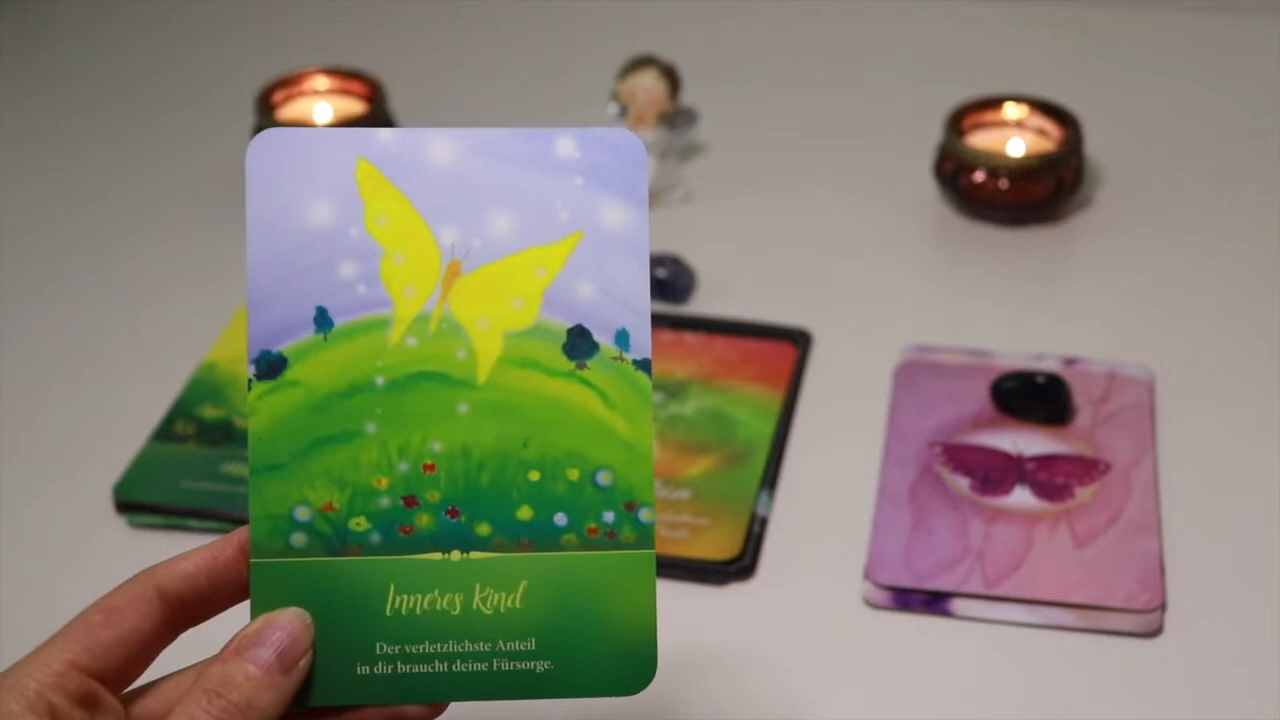 Inneres Kind
Der verletzlichste Anteil
in dir braucht deine Fürsorge.